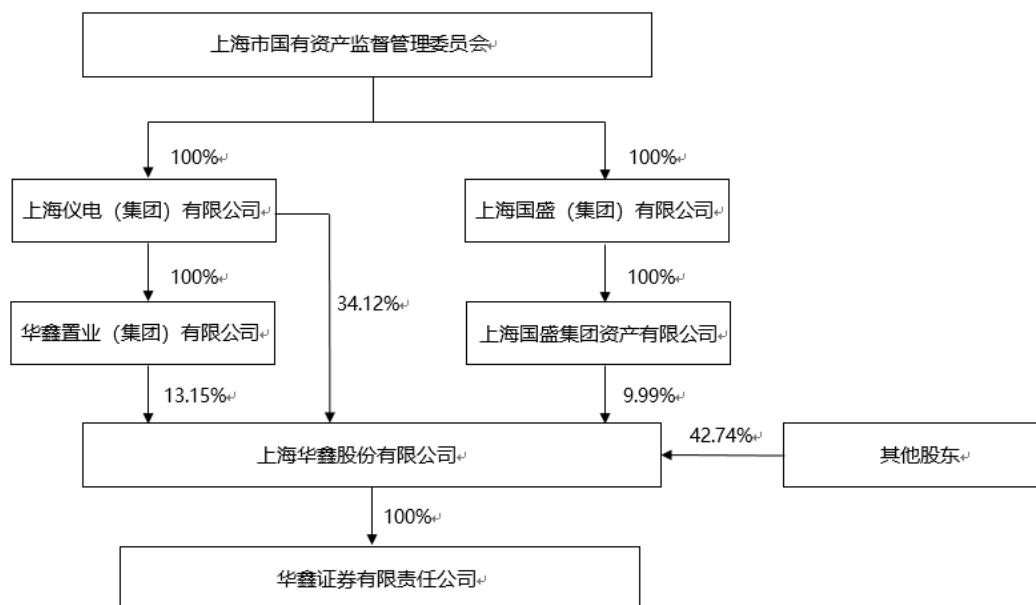 上海市国有资产监督管理委员会
100%
100%
上海仪电（集团）有限公司
上海国盛（集团）有限公司
100%
34.12%
100%
华鑫置业（集团）有限公司
上海国盛集团资产有限公司
13.15%
9.99%
上海华鑫股份有限公司
42.74%
其他股东
100%
华鑫证券有限责任公司